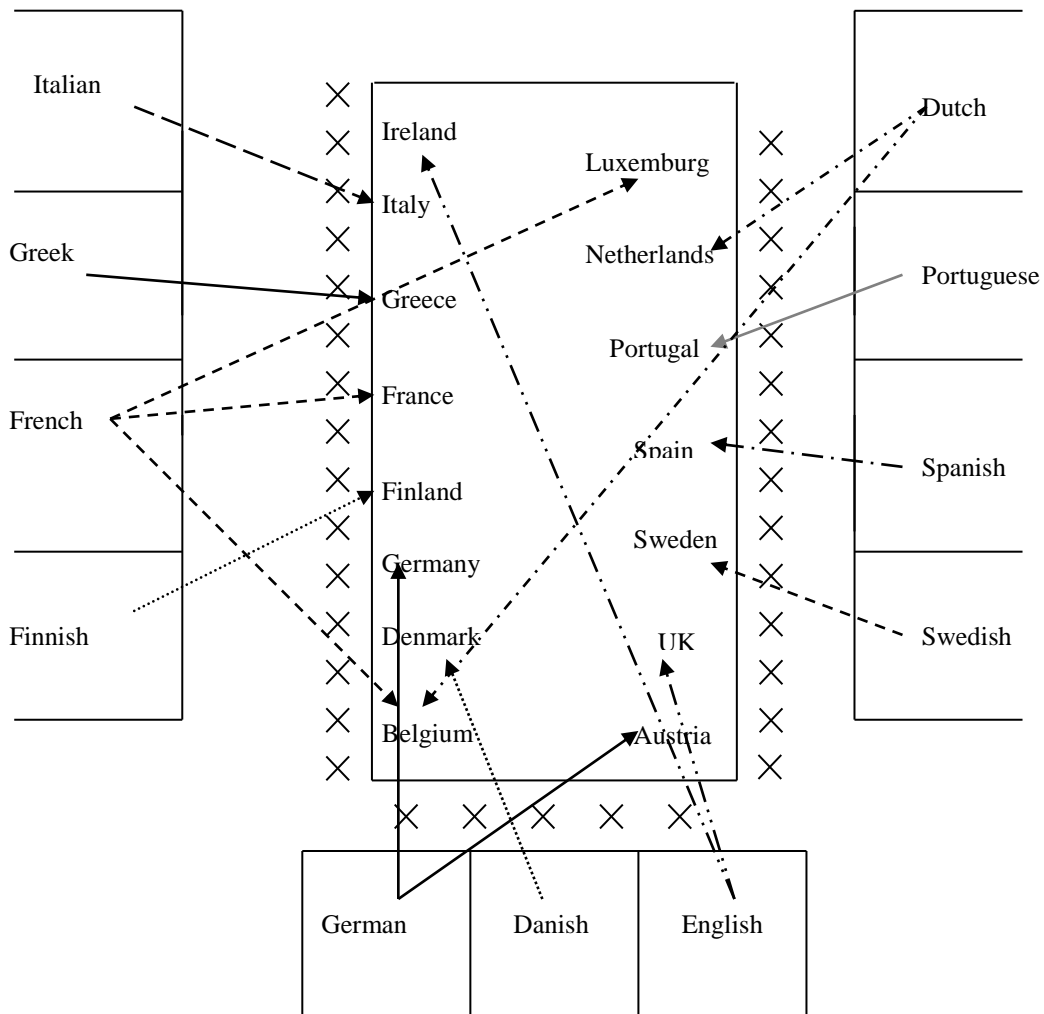 Italian
Greek
French
Finnish
Ireland
Italy
Greece
France
Finland
Germany
Denmark
Belgium
Luxemburg
Netherlands
Portugal
Spain
Sweden
UK
Austria
Dutch
Portuguese
Spanish
Swedish
German
Danish
English